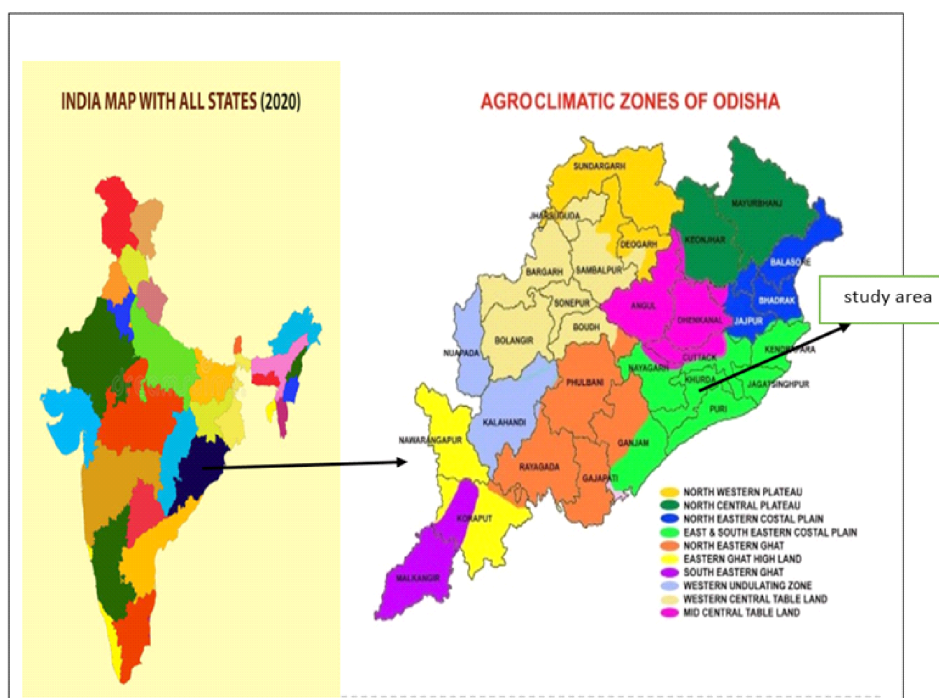 INDIA MAP WITH ALL STATES (2020)
AGROCLIMATIC ZONES OF ODISHA
SUNDARGARH
JHARSUGUDA
DEOGARH
KEONJHAR
MAYURBHANJ
BARGARH
SAMBALPUR
BALASORE
BHADRAK
JAJPUR
study area
SONEPUR
ANGUL
DHENKANAL
BOLANGIR
BOUDH
NUAPADA
CUTTACK
KENDRAPARA
NAYAGARH
KHURDA
JAGATSINGHPUR
PHULBANI
PURI
KALAHANDI
GANJAM
NAWARANGAPUR
RAYAGADA
GAJAPATI
KORAPUT
MALKANGIR
NORTH WESTERN PLATEAU
NORTH CENTRAL PLATEAU
NORTH EASTERN COSTAL PLAIN
EAST & SOUTH EASTERN COSTAL PLAIN
NORTH EASTERN GHAT
EASTERN GHAT HIGH LAND
SOUTH EASTERN GHAT
WESTERN UNDULATING ZONE
WESTERN CENTRAL TABLE LAND
MID CENTRAL TABLE LAND